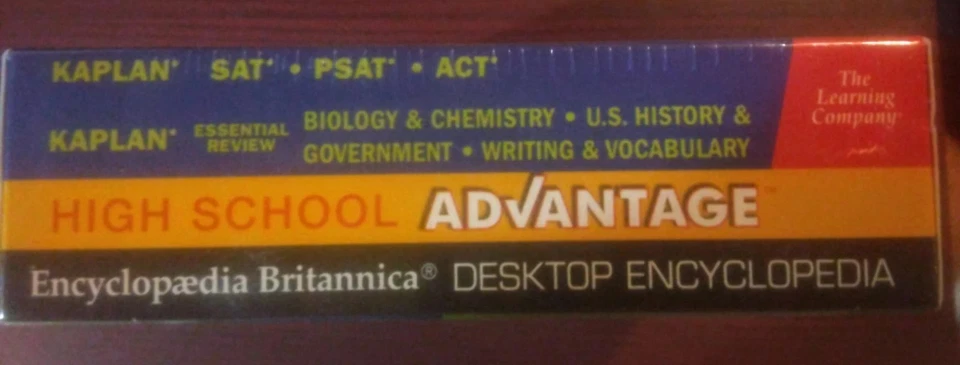 KAPLAN* SAT* • PSAT* • ACT*
The
Learning
Company
KAPLAN* ESSENTIAL REVIEW BIOLOGY & CHEMISTRY • U.S. HISTORY &
GOVERNMENT • WRITING & VOCABULARY
HIGH SCHOOL ADVANTAGE™
Encyclopædia Britannica® DESKTOP ENCYCLOPEDIA